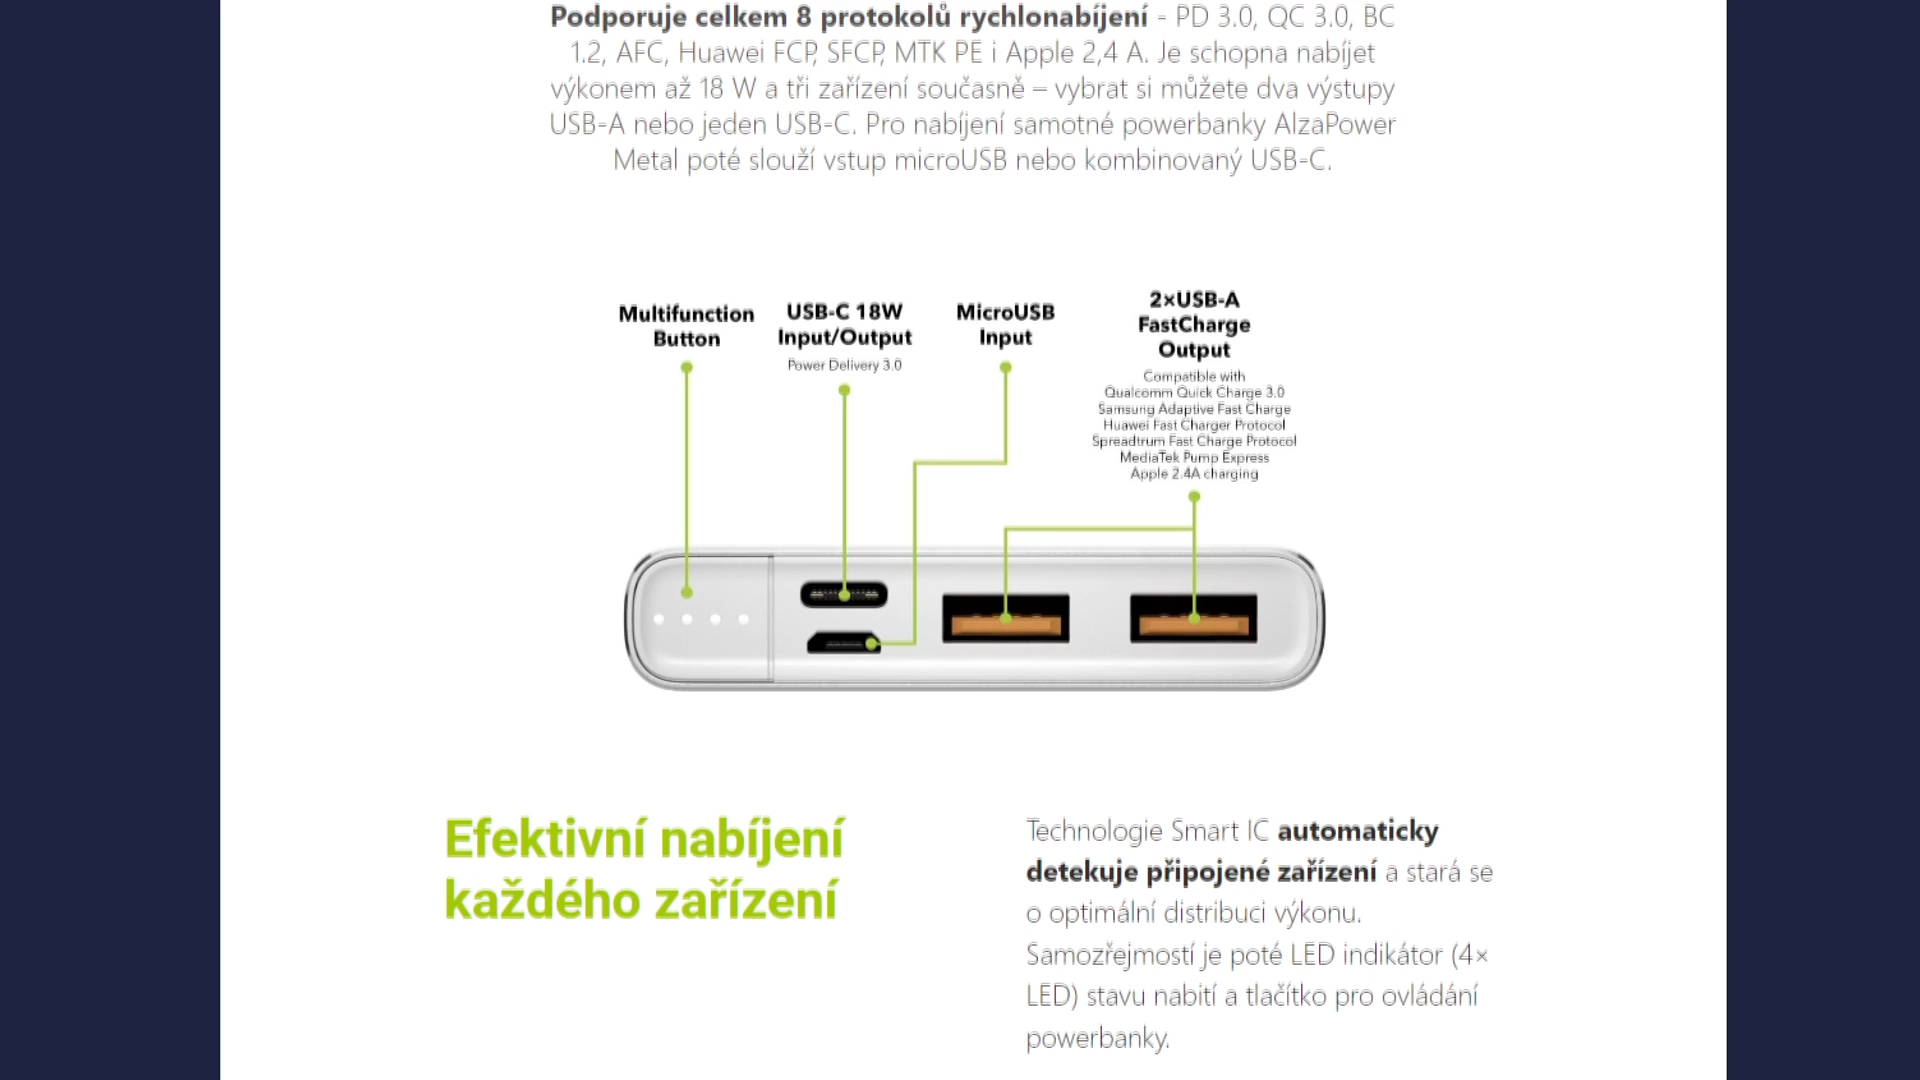 Podporuje celkem 8 protokolů rychlonabíjení - PD 3.0, QC 3.0, BC
1.2, AFC, Huawei FCP, SFCP, MTK PE i Apple 2,4 A. Je schopna nabíjet
výkonem až 18 W a tři zařízení současně – vybrat si můžete dva výstupy
USB-A nebo jeden USB-C. Pro nabíjení samotné powerbanky AlzaPower
Metal poté slouží vstup microUSB nebo kombinovaný USB-C.
Multifunction
Button
USB-C 18W
Input/Output
Power Delivery 3.0
MicroUSB
Input
2×USB-A
FastCharge
Output
Compatible with
Qualcomm Quick Charge 3.0
Samsung Adaptive Fast Charge
Huawei Fast Charger Protocol
Spreadtrum Fast Charge Protocol
MediaTek Pump Express
Apple 2.4A charging
Efektivní nabíjení
každého zařízení
Technologie Smart IC automaticky
detekuje připojené zařízení a stará se
o optimální distribuci výkonu.
Samozřejmostí je poté LED indikátor (4×
LED) stavu nabití a tlačítko pro ovládání
powerbanky.